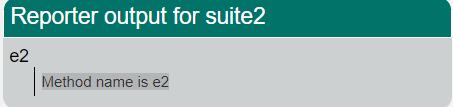 Reporter output for suite2
e2
Method name is e2